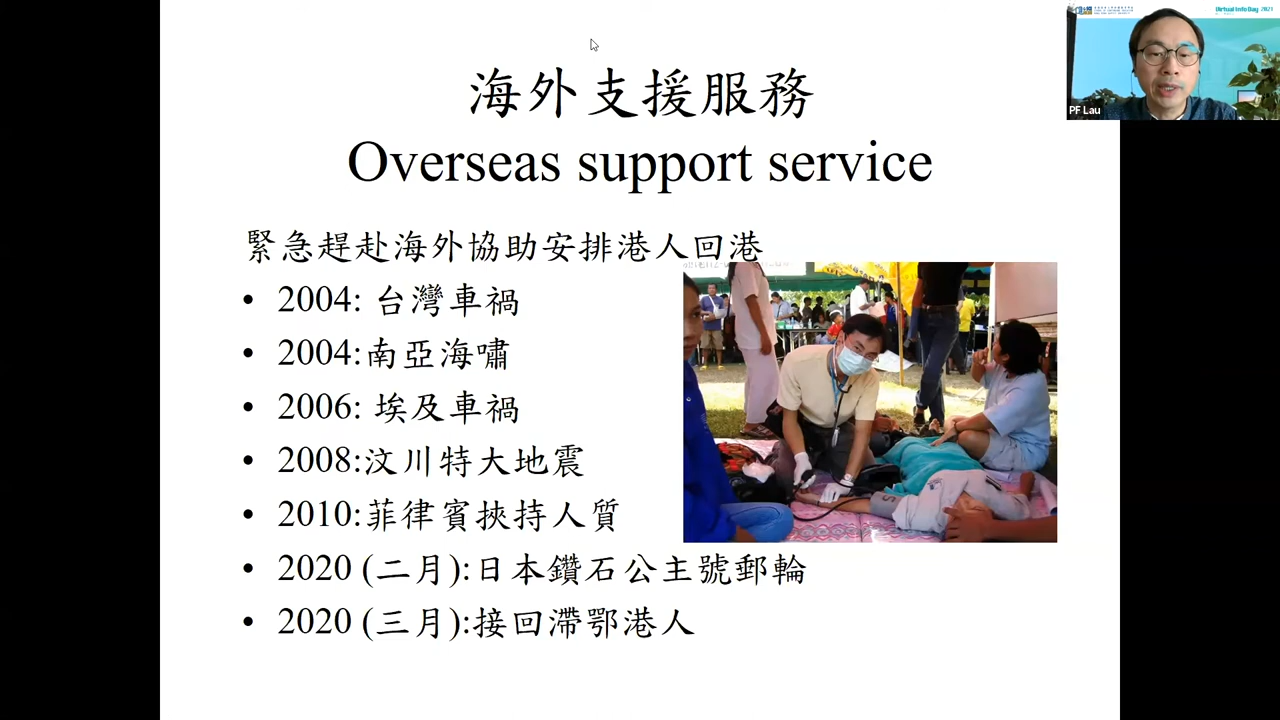 海外支援服務
Overseas support service
緊急趕赴海外協助安排港人回港
• 2004: 台灣車禍
• 2004:南亞海嘯
• 2006: 埃及車禍
• 2008:汶川特大地震
• 2010:菲律賓挾持人質
• 2020 (二月):日本鑽石公主號郵輪
• 2020 (三月):接回滯鄂港人
Virtual Info Day 2021
PF Lau